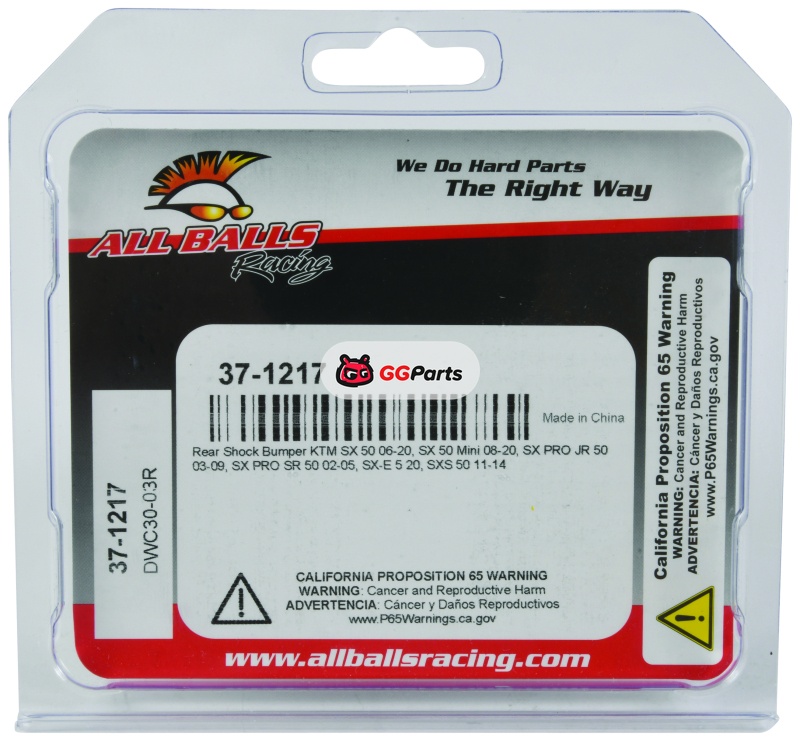 We Do Hard Parts
The Right Way
ALL BALLS
Racing
37-1217
GGParts
Made in China
Rear Shock Bumper KTM SX 50 06-20, SX 50 Mini 08-20, SX PRO JR 50
03-09, SX PRO SR 50 02-05, SX-E 5 20, SXS 50 11-14
CALIFORNIA PROPOSITION 65 WARNING
WARNING: Cancer and Reproductive Harm
ADVERTENCIA: Cáncer y Daños Reproductivos
www.P65Warnings.ca.gov
37-1217
DWC30-03R
California Proposition 65 Warning
WARNING: Cancer and Reproductive Harm
ADVERTENCIA: Cáncer y Daños Reproductivos
www.P65Warnings.ca.gov
www.allballsracing.com